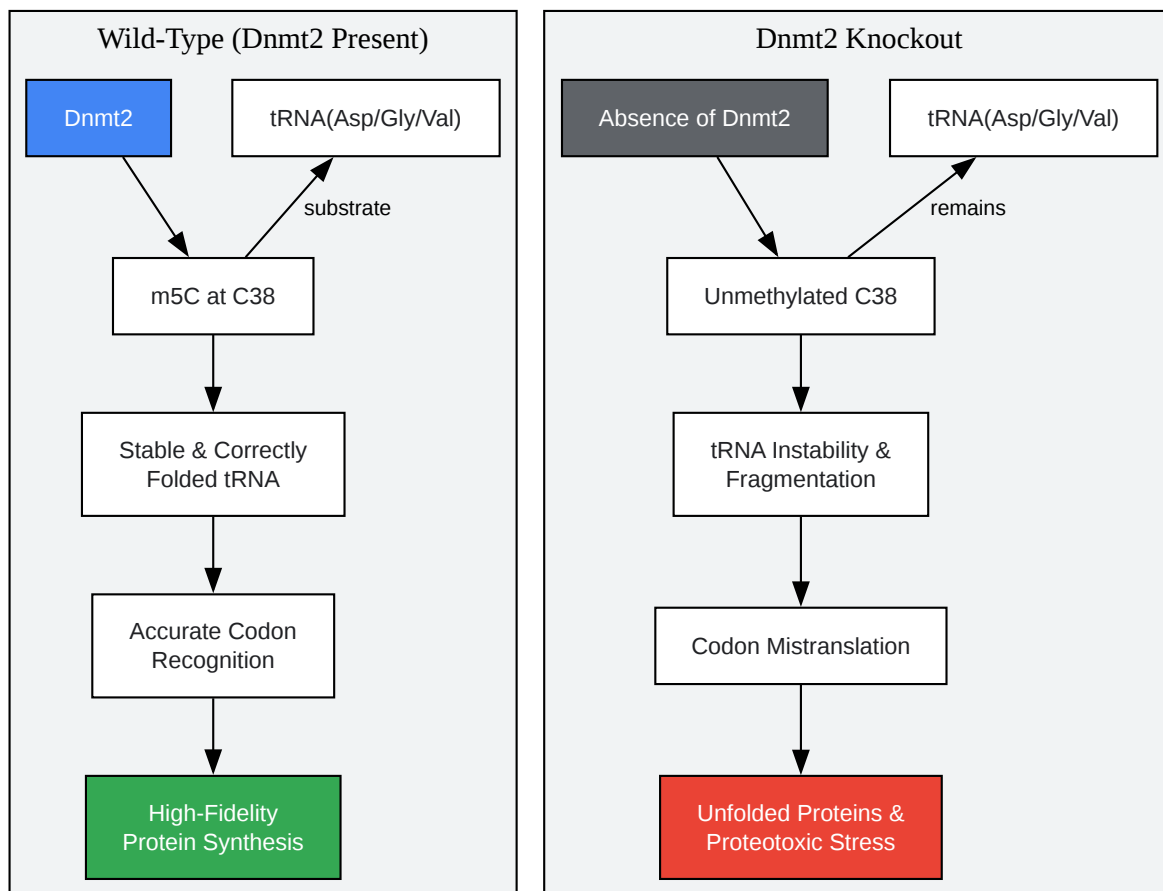 Wild-Type (Dnmt2 Present)
Dnmt2
tRNA(Asp/Gly/Val)
substrate
m5C at C38
Stable & Correctly
Folded tRNA
Accurate Codon
Recognition
High-Fidelity
Protein Synthesis
Dnmt2 Knockout
Absence of Dnmt2
tRNA(Asp/Gly/Val)
remains
Unmethylated C38
tRNA Instability &
Fragmentation
Codon Mistranslation
Unfolded Proteins &
Proteotoxic Stress